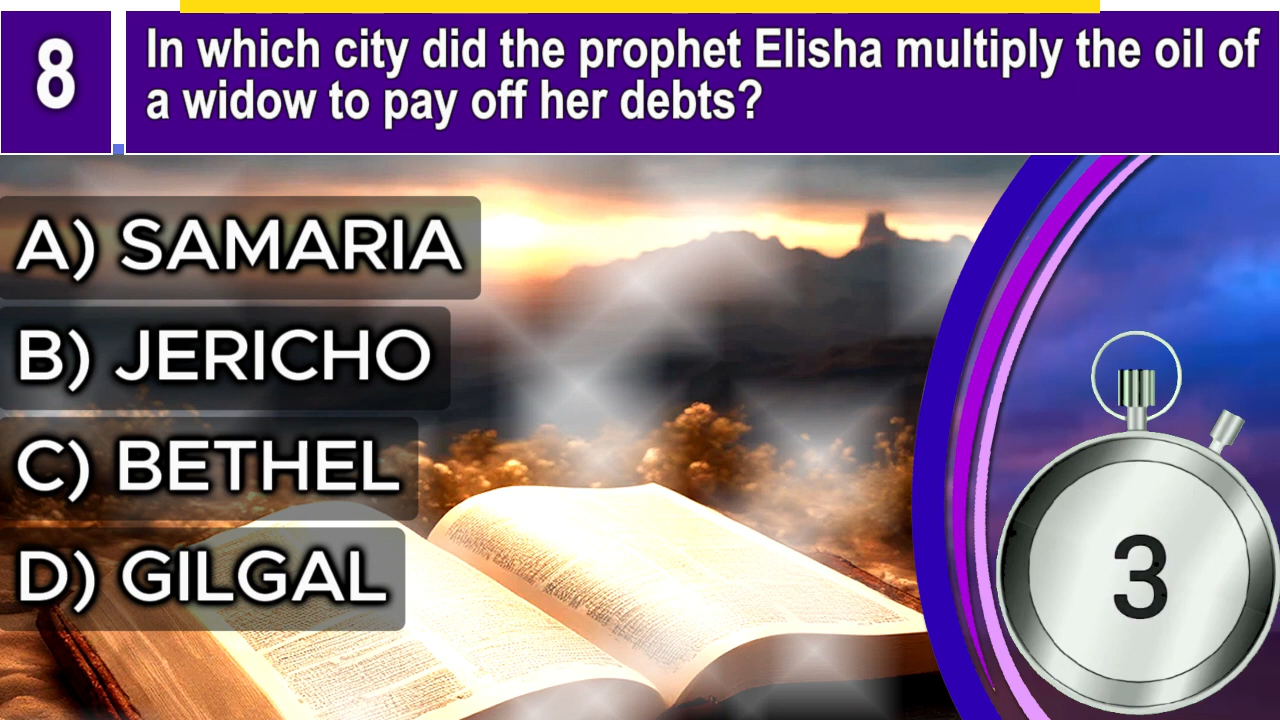 8
In which city did the prophet Elisha multiply the oil of
a widow to pay off her debts?
A) SAMARIA
B) JERICHO
C) BETHEL
D) GILGAL
3